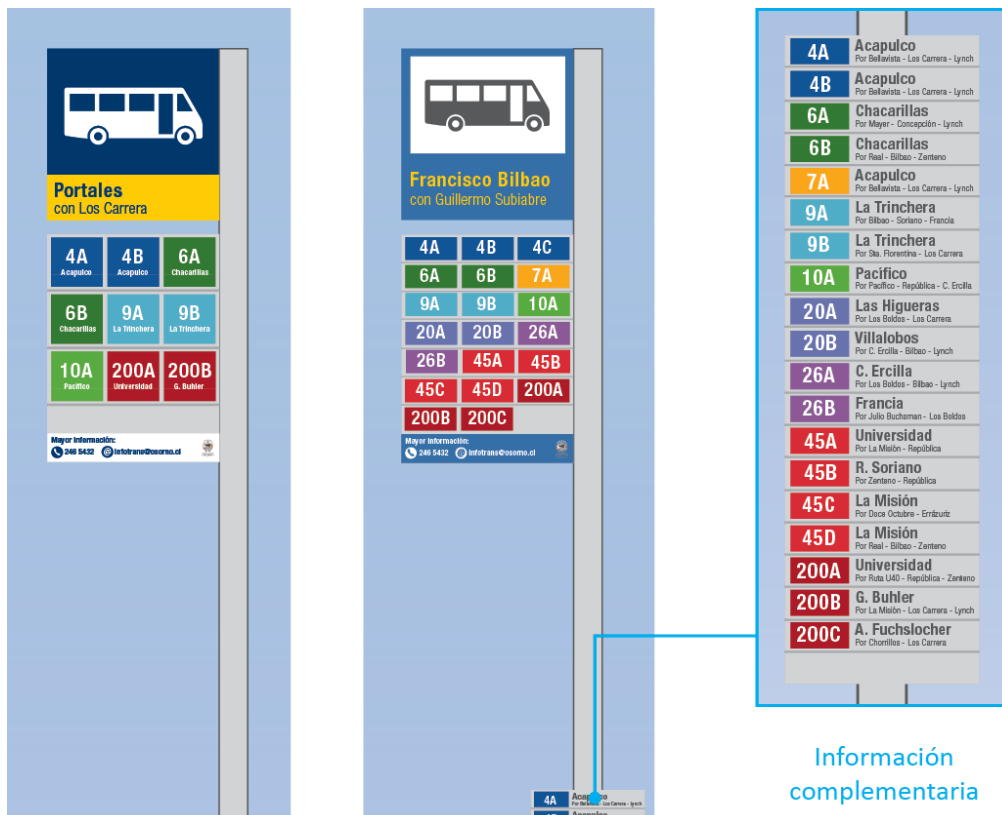 Portales
con Los Carrera
4A 4B 6A
Acapulco Acapulco Chacarillas
6B 9A 9B
Chacarillas La Trinchera La Trinchera
10A 200A 200B
Pacífico Universidad G. Buhler
Mayor Información:
246 5432 infotrans@osorno.cl
Francisco Bilbao
con Guillermo Subiabre
4A 4B 4C
6A 6B 7A
9A 9B 10A
20A 20B 26A
26B 45A 45B
45C 45D 200A
200B 200C
Mayor Información:
246 5432 infotrans@osorno.cl
4A Acapulco
Por Bellavista - Los Carrera - Lynch
Acapulco
4A Acapulco
Por Bellavista - Los Carrera - Lynch
4B Acapulco
Por Bellavista - Los Carrera - Lynch
6A Chacarillas
Por Mayer - Concepción - Lynch
6B Chacarillas
Por Real - Bilbao - Zenteno
7A Acapulco
Por Bellavista - Los Carrera - Lynch
9A La Trinchera
Por Bilbao - Soriano - Francia
9B La Trinchera
Por Sta. Florentina - Los Carrera
10A Pacífico
Por Pacífico - República - C. Ercilla
20A Las Higueras
Por Los Boldos - Los Carrera
20B Villalobos
Por C. Ercilla - Bilbao - Lynch
26A C. Ercilla
Por Los Boldos - Bilbao - Lynch
26B Francia
Por Julio Buchsman - Los Boldos
45A Universidad
Por La Misión - República
45B R. Soriano
Por Zenteno - República
45C La Misión
Por Doce Octubre - Errázuriz
45D La Misión
Por Real - Bilbao - Zenteno
200A Universidad
Por Ruta U40 - República - Zenteno
200B G. Buhler
Por La Misión - Los Carrera - Lynch
200C A. Fuchslocher
Por Chorrillos - Los Carrera
Información
complementaria